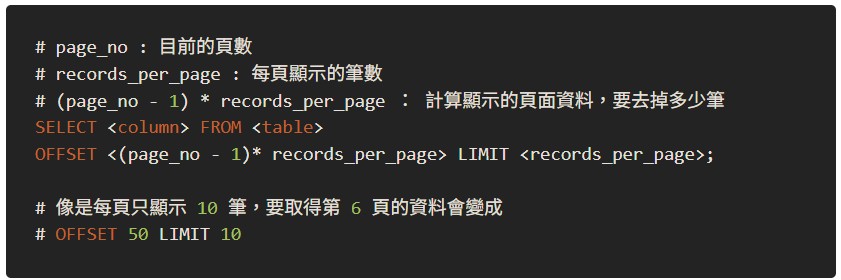 # page_no : 目前的頁數
# records_per_page : 每頁顯示的筆數
# (page_no - 1) * records_per_page : 計算顯示的頁面資料，要去掉多少筆
SELECT <column> FROM <table>
OFFSET <(page_no - 1)* records_per_page> LIMIT <records_per_page>;
# 像是每頁只顯示 10 筆，要取得第 6 頁的資料會變成
# OFFSET 50 LIMIT 10